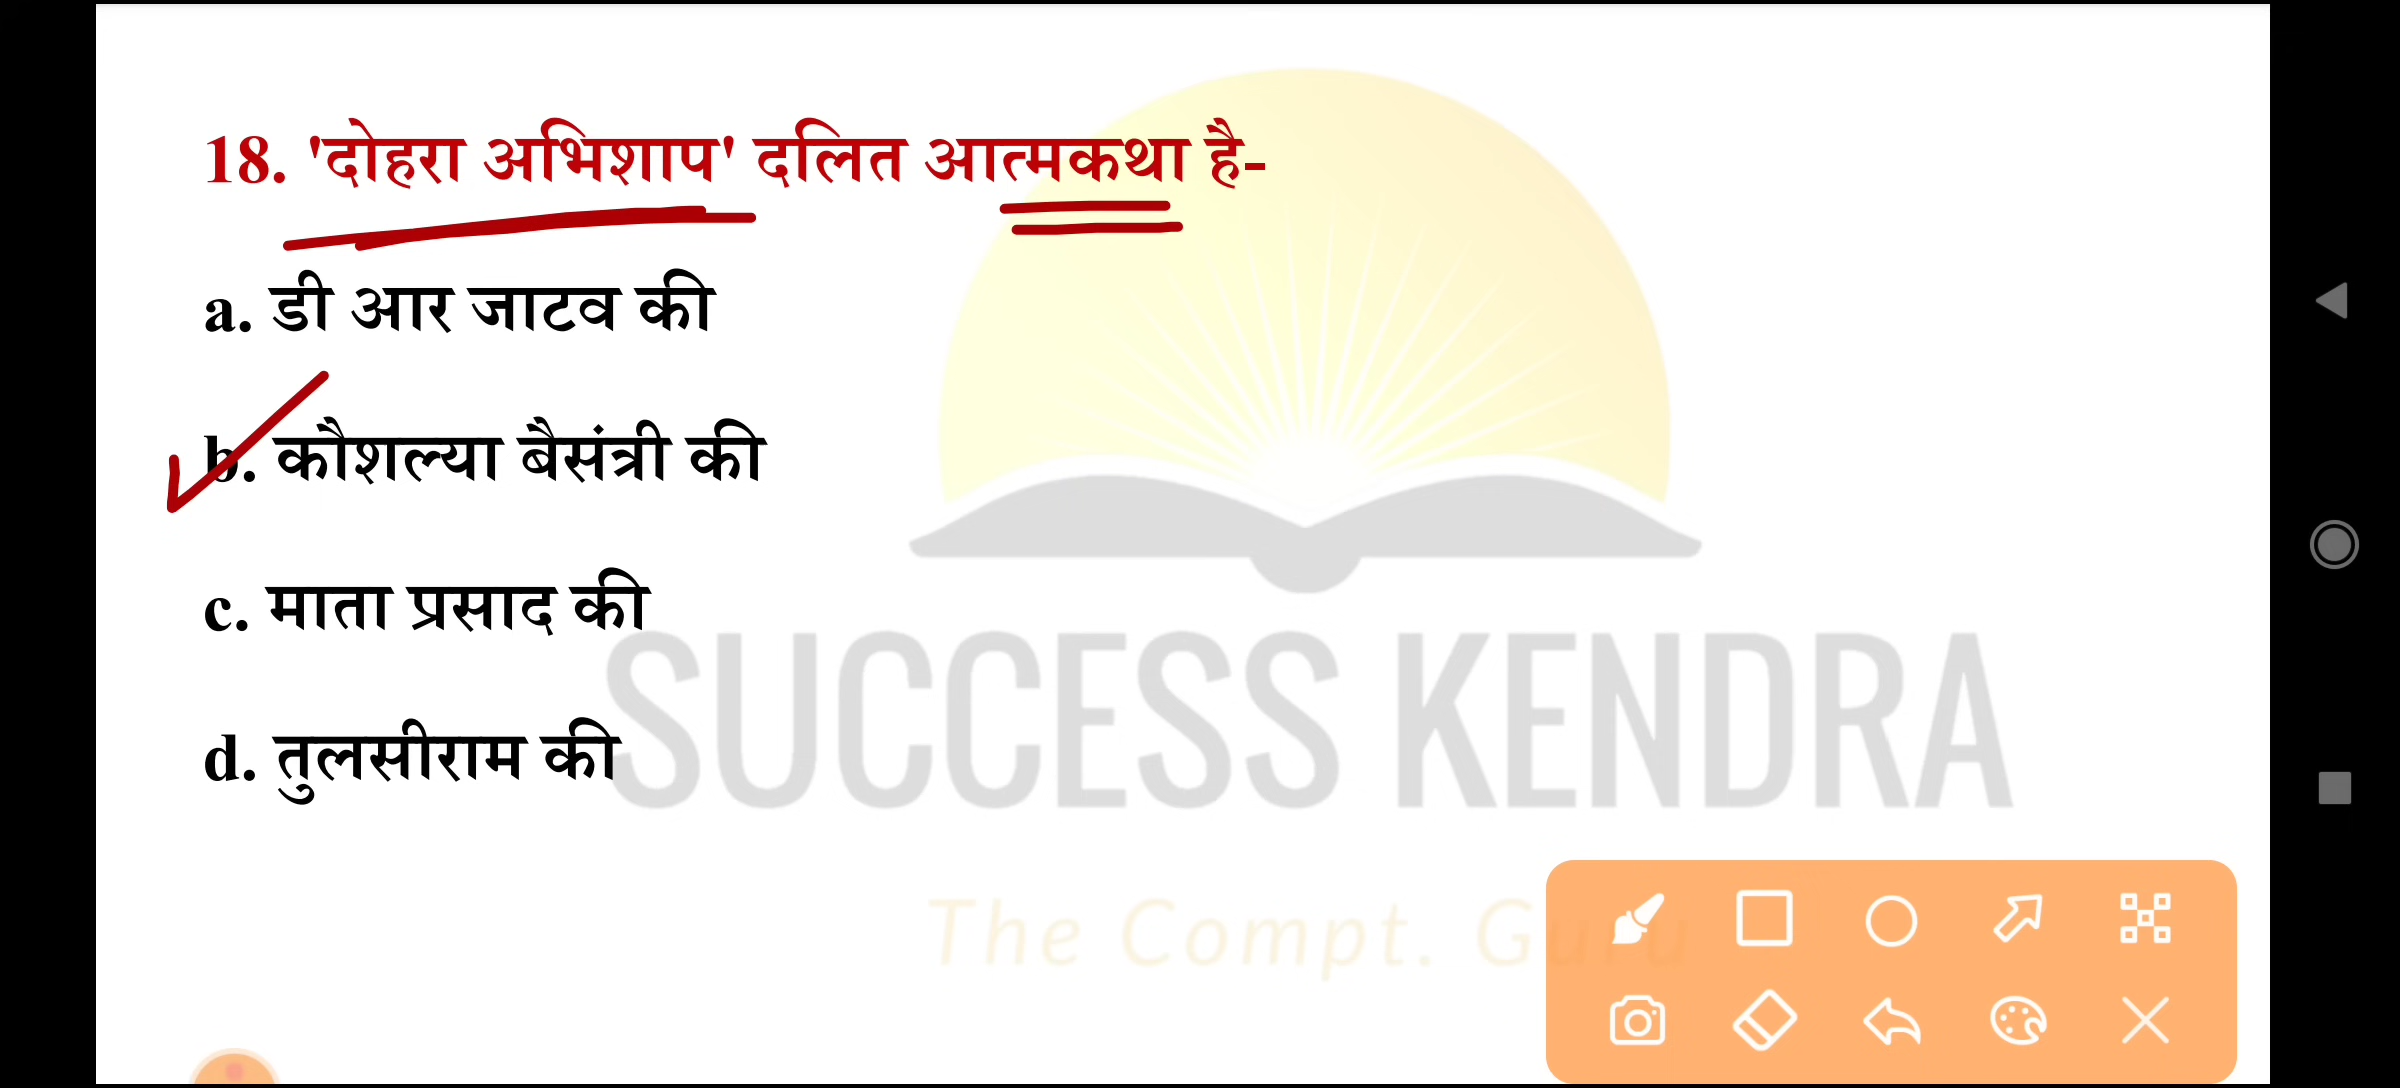 18. 'दोहरा अभिशाप' दलित आत्मकथा है-
a. डी आर जाटव की
b. कौशल्या बैसंत्री की
c. माता प्रसाद की
d. तुलसीराम की
SUCCESS KENDRA
The Compt. Guru